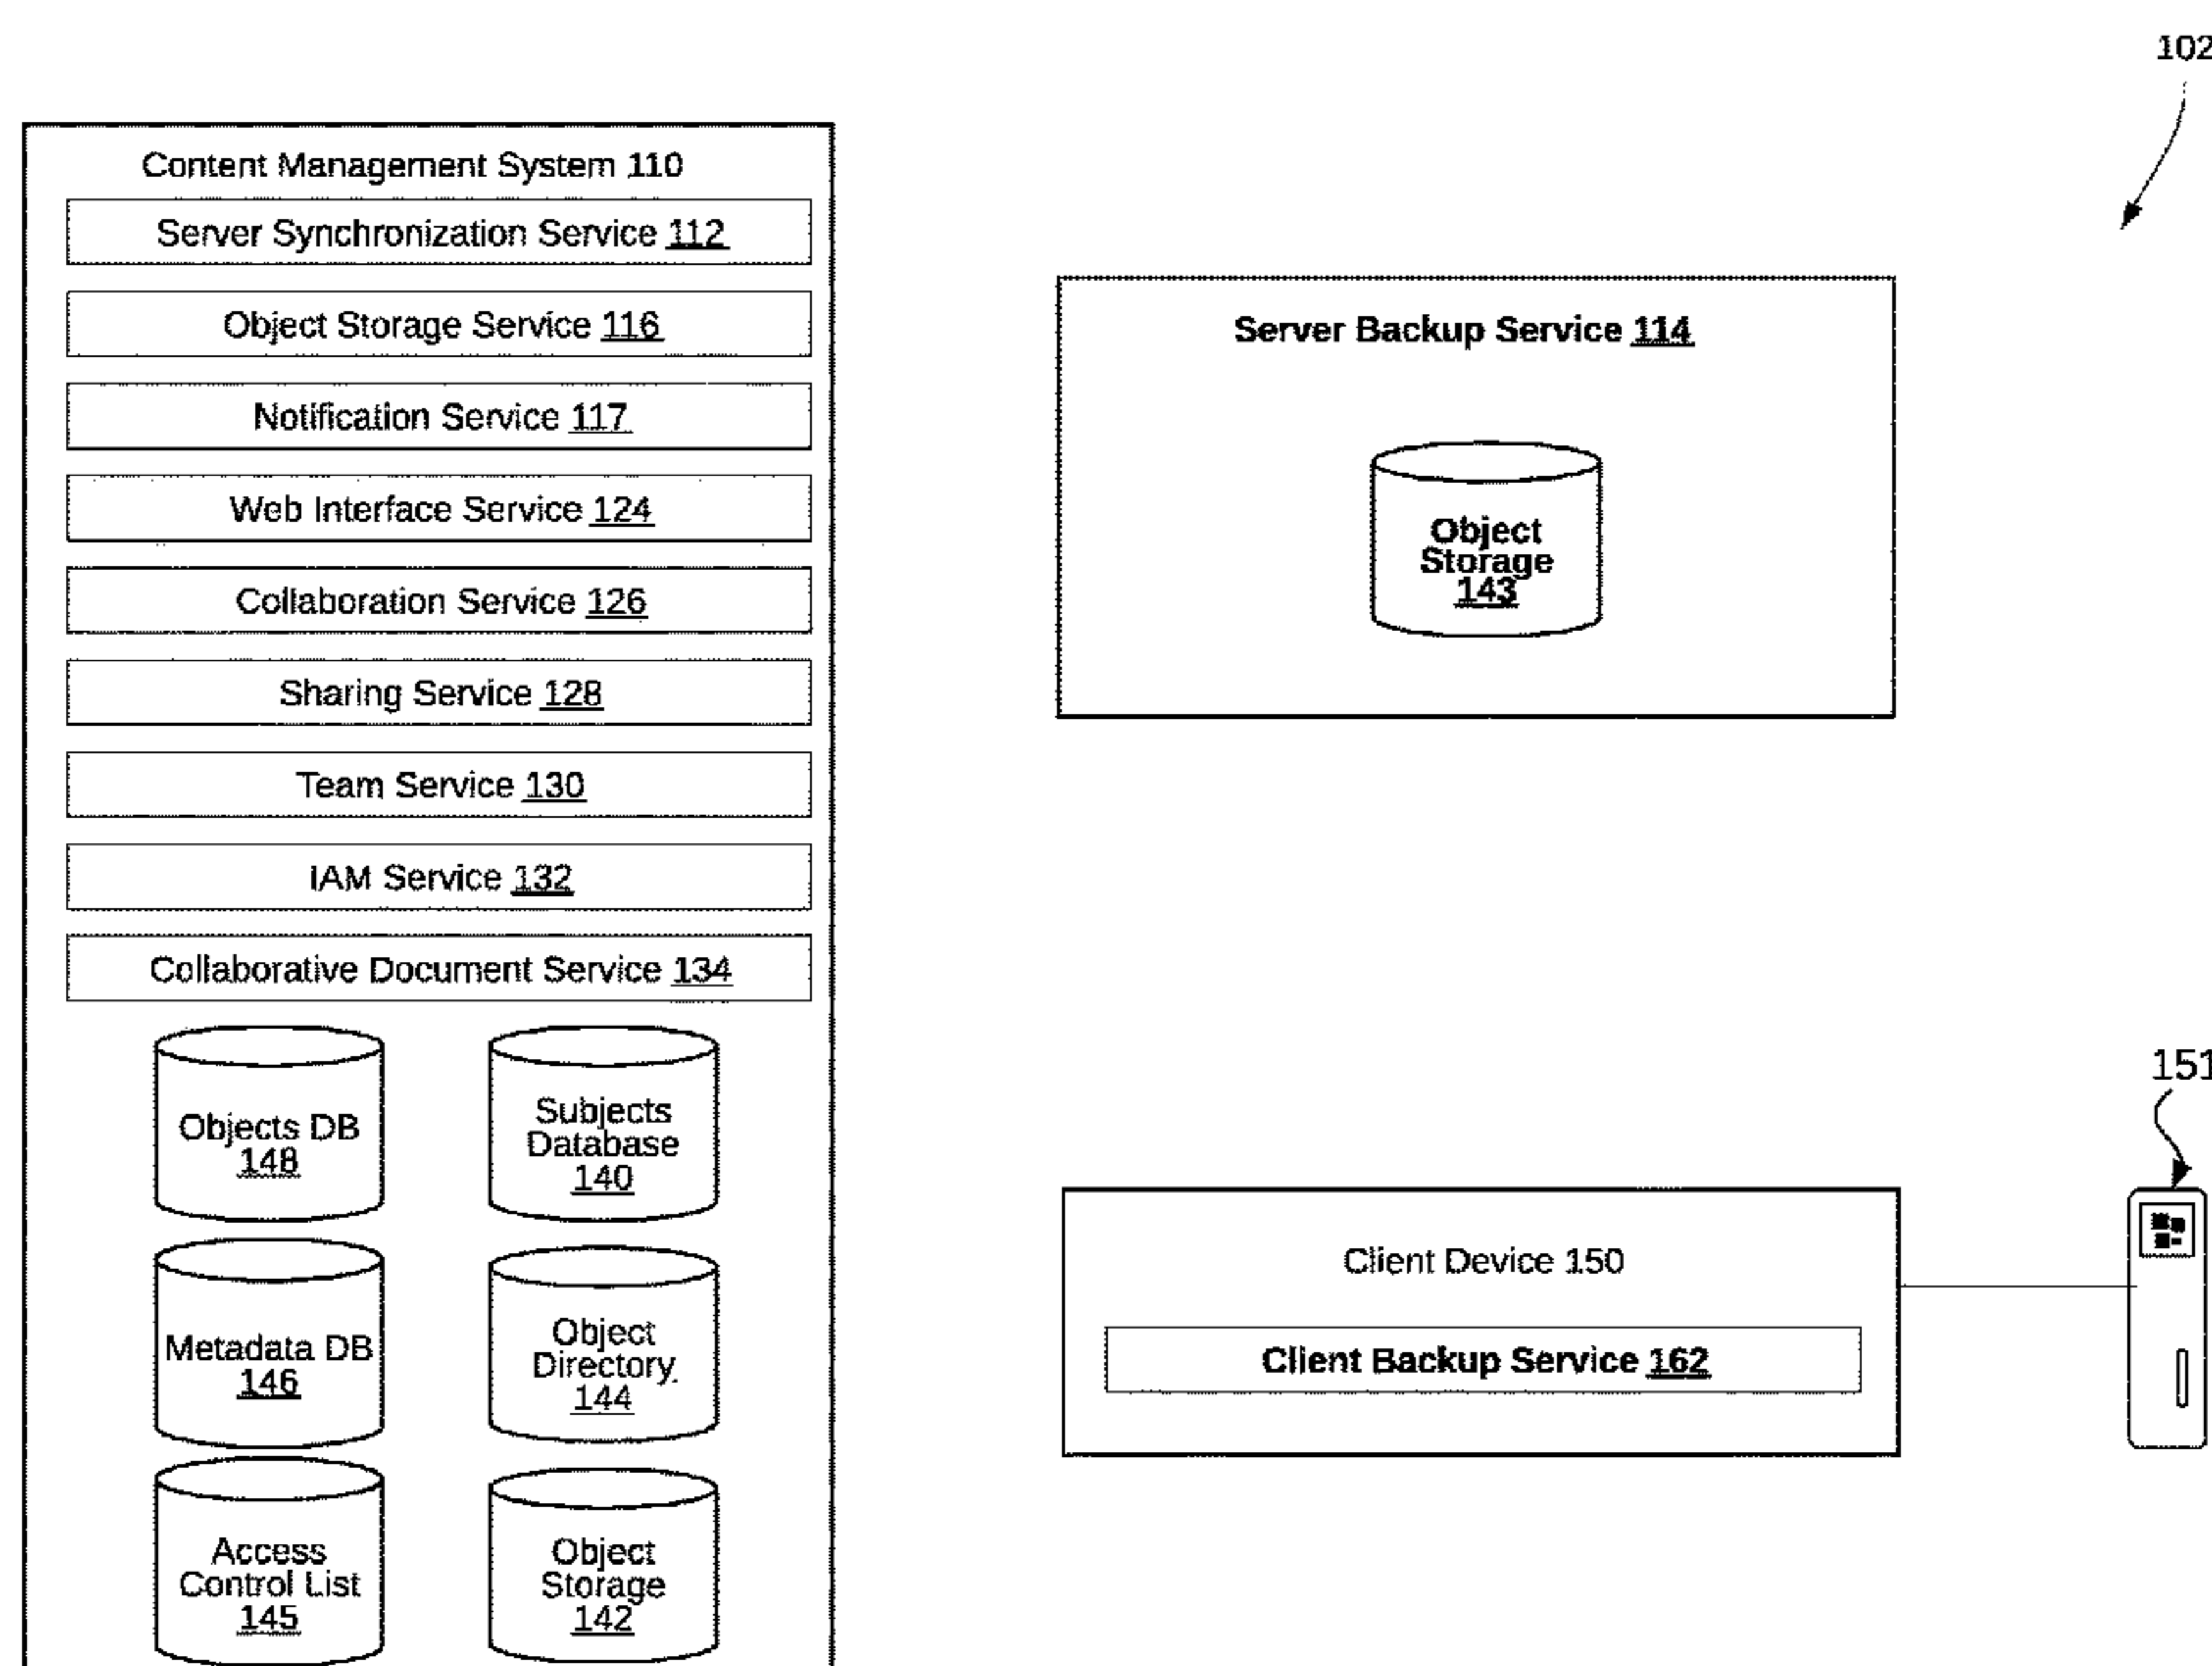 102
Content Management System 110
Server Synchronization Service 112
Object Storage Service 116
Notification Service 117
Web Interface Service 124
Collaboration Service 126
Sharing Service 128
Team Service 130
IAM Service 132
Collaborative Document Service 134
Objects DB
148
Subjects
Database
140
Metadata DB
146
Object
Directory
144
Access
Control List
145
Object
Storage
142
Server Backup Service 114
Object
Storage
143
151
Client Device 150
Client Backup Service 162